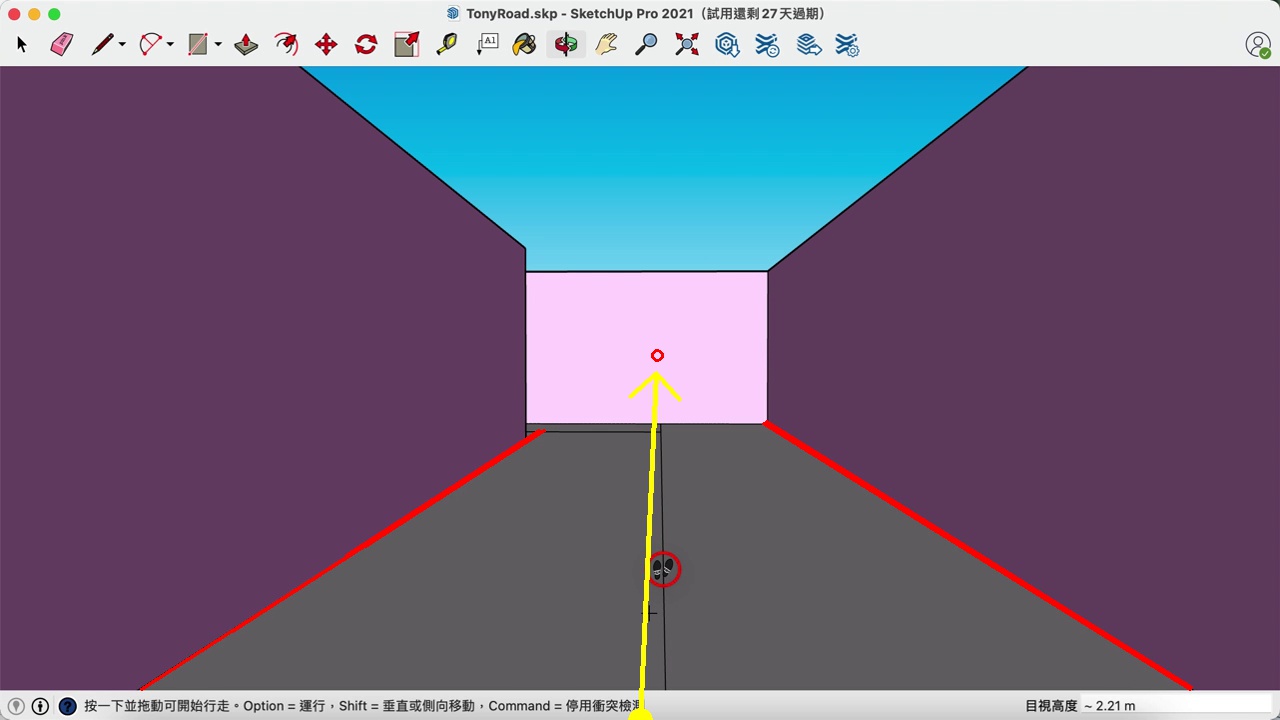 TonyRoad.skp - SketchUp Pro 2021（試用還剩 27 天過期）
A1
按一下並拖動可開始行走。Option = 運行，Shift = 垂直或側向移動，Command = 停用衝突檢測
目視高度 ~ 2.21 m